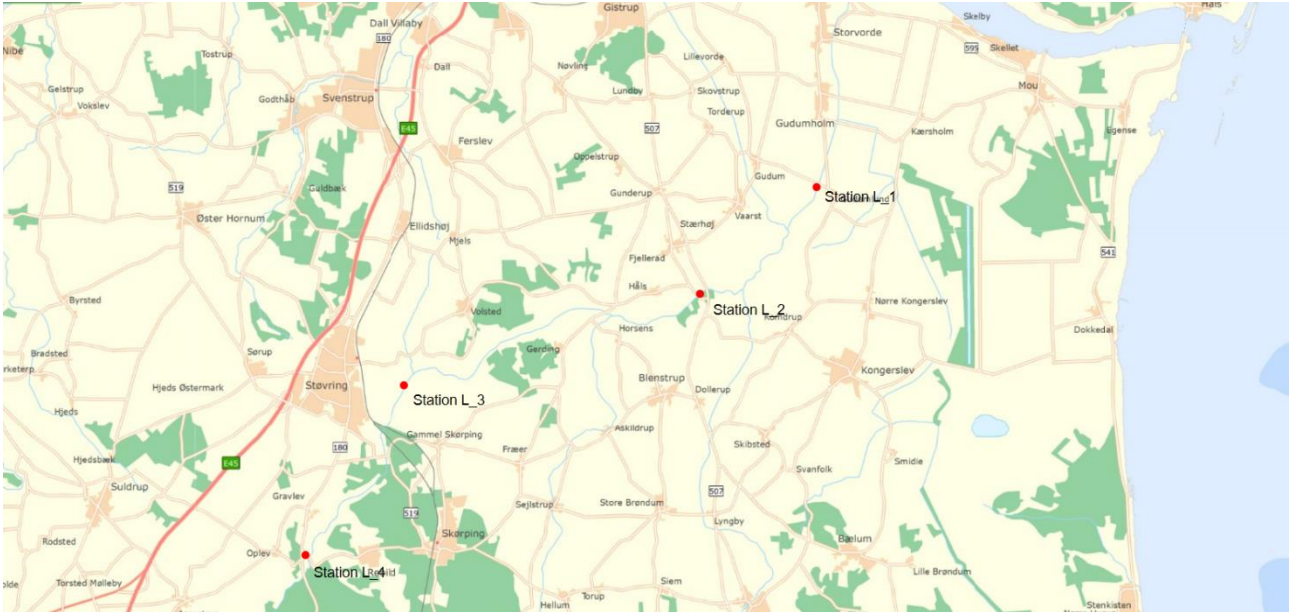 Dall Villaby
Gistrup
Storvorde
Skelby
Hals
180
595
Skellet
Nibe
Tostrup
Dall
Nøvling
Lillevorde
Gelstrup
Vokslev
Godthåb
Svenstrup
Lundby
Skovstrup
Mou
Torderup
Gudumholm
E45
507
Kærsholm
Egense
Ferslev
Oppelstrup
519
Guldbæk
Gunderup
Gudum
Station L_1
Øster Hornum
Ellidshøj
Mjels
Stærhøj
Vaarst
Fjellerad
541
Byrsted
Håls
Station L_2
Nørre Kongerslev
Volsted
Horsens
Komdrup
Dokkedal
Bradsted
Sørup
Gerding
Hjeds Østermark
Støvring
Blenstrup
Kongerslev
Dollerup
Station L_3
Hjeds
Askildrup
Gammel Skørping
Skibsted
180
Fræer
Hjedsbæk
E45
Smidie
Svanfolk
Suldrup
Gravlev
507
Sejlstrup
Store Brøndum
519
Lyngby
Skørping
Rodsted
Oplev
Bælum
Station L_4
Torsted Mølleby
Siem
Lille Brøndum
Torup
Hellum
Stenkisten